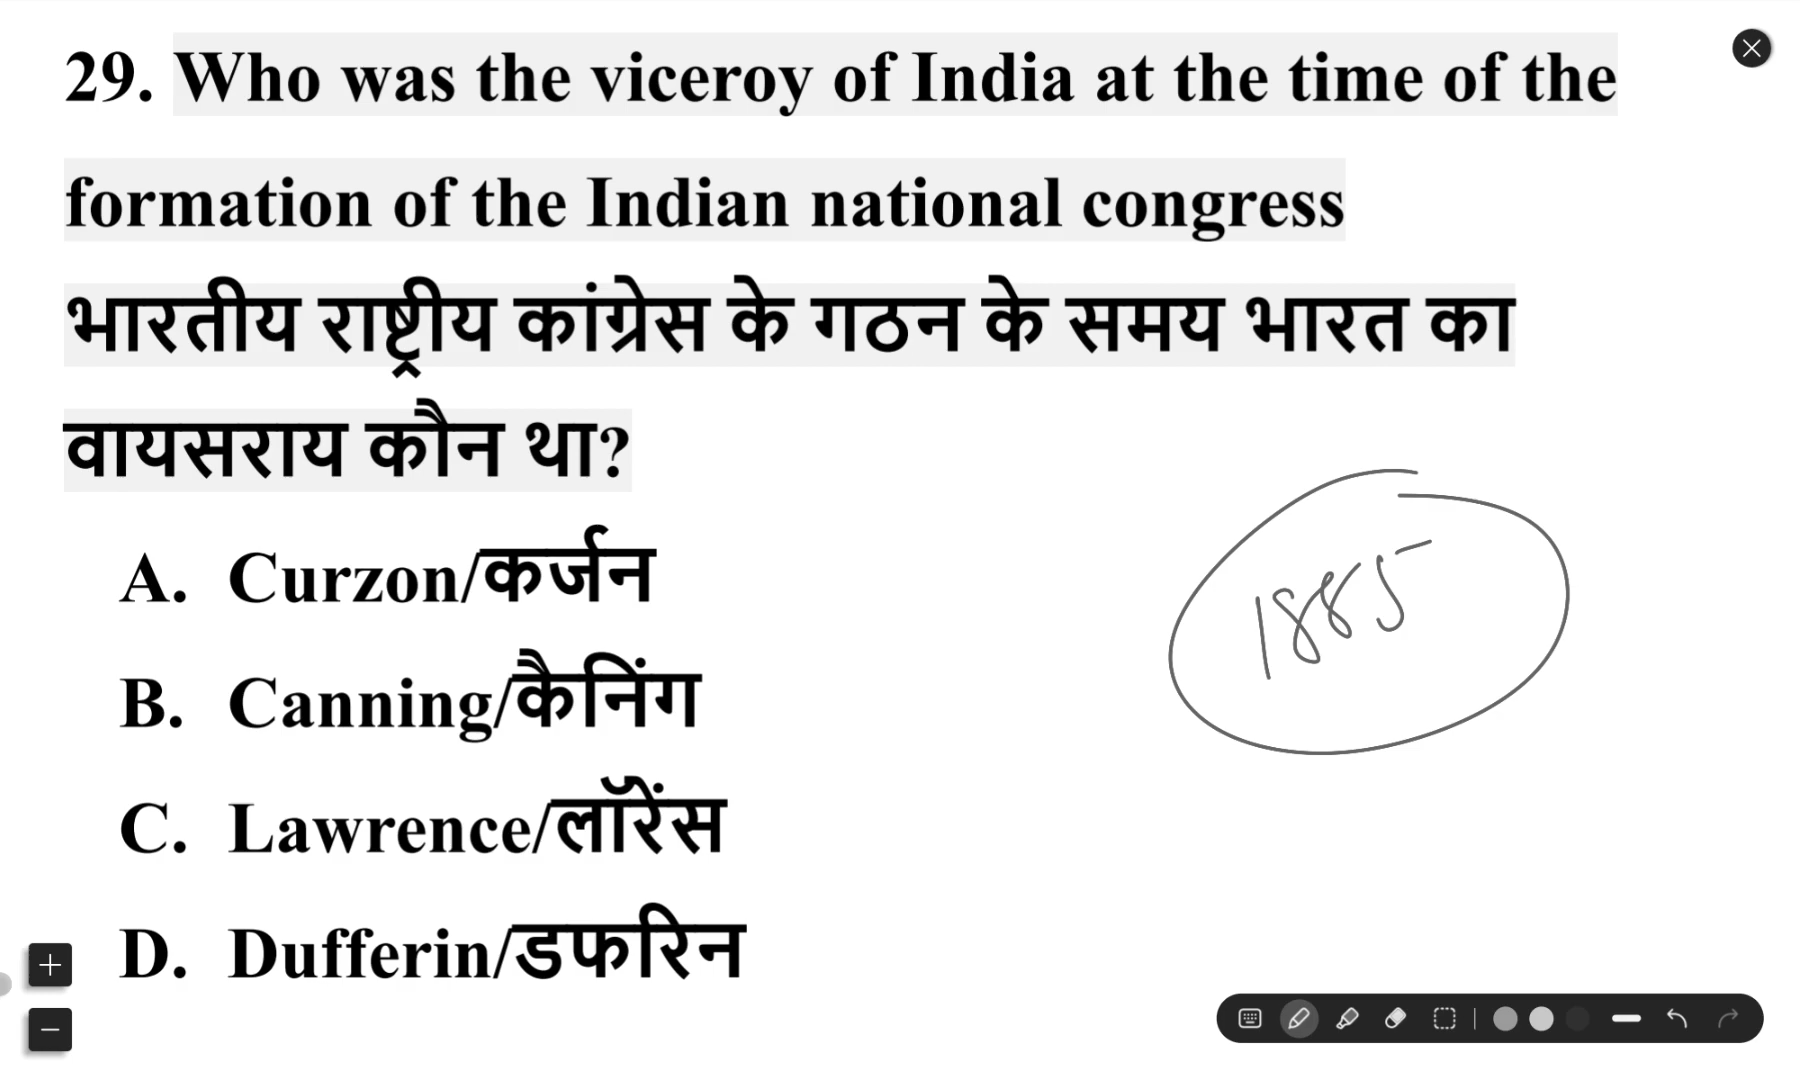 29. Who was the viceroy of India at the time of the
formation of the Indian national congress
भारतीय राष्ट्रीय कांग्रेस के गठन के समय भारत का
वायसराय कौन था?
A. Curzon/कर्जन
B. Canning/कैनिंग
C. Lawrence/लॉरेंस
D. Dufferin/डफरिन
1885